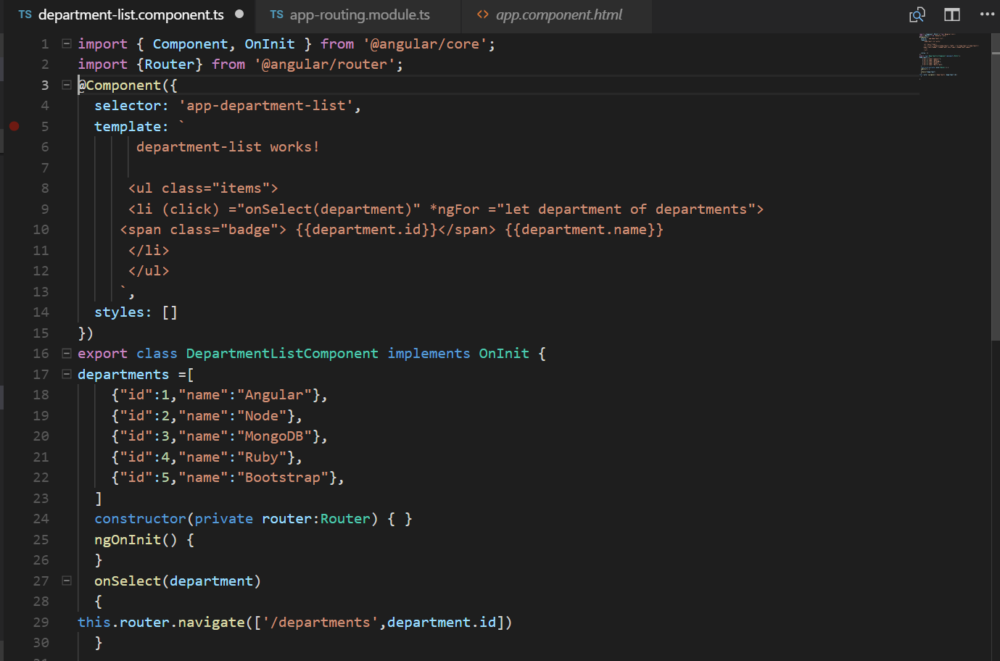 TS department-list.component.ts TS app-routing.module.ts <> app.component.html
1 import { Component, OnInit } from '@angular/core';
2 import {Router} from '@angular/router';
3 @Component({
4 selector: 'app-department-list',
5 template: `
6 department-list works!
7
8 <ul class="items">
9 <li (click) ="onSelect(department)" *ngFor ="let department of departments">
10 <span class="badge"> {{department.id}}</span> {{department.name}}
11 </li>
12 </ul>
13 `,
14 styles: []
15 })
16 export class DepartmentListComponent implements OnInit {
17 departments =[
18 {"id":1,"name":"Angular"},
19 {"id":2,"name":"Node"},
20 {"id":3,"name":"MongoDB"},
21 {"id":4,"name":"Ruby"},
22 {"id":5,"name":"Bootstrap"},
23 ]
24 constructor(private router:Router) { }
25 ngOnInit() {
26 }
27 onSelect(department)
28 {
29 this.router.navigate(['/departments',department.id])
30 }